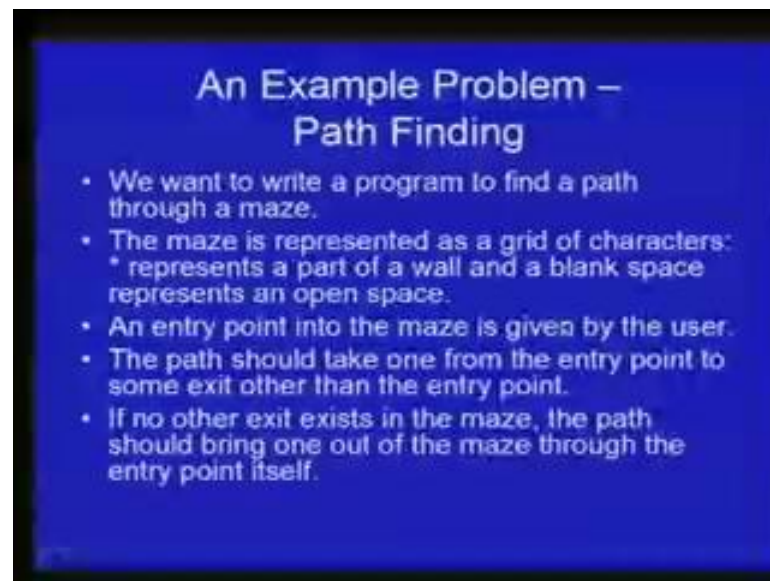 An Example Problem –
Path Finding
• We want to write a program to find a path
through a maze.
• The maze is represented as a grid of characters:
* represents a part of a wall and a blank space
represents an open space.
• An entry point into the maze is given by the user.
• The path should take one from the entry point to
some exit other than the entry point.
• If no other exit exists in the maze, the path
should bring one out of the maze through the
entry point itself.